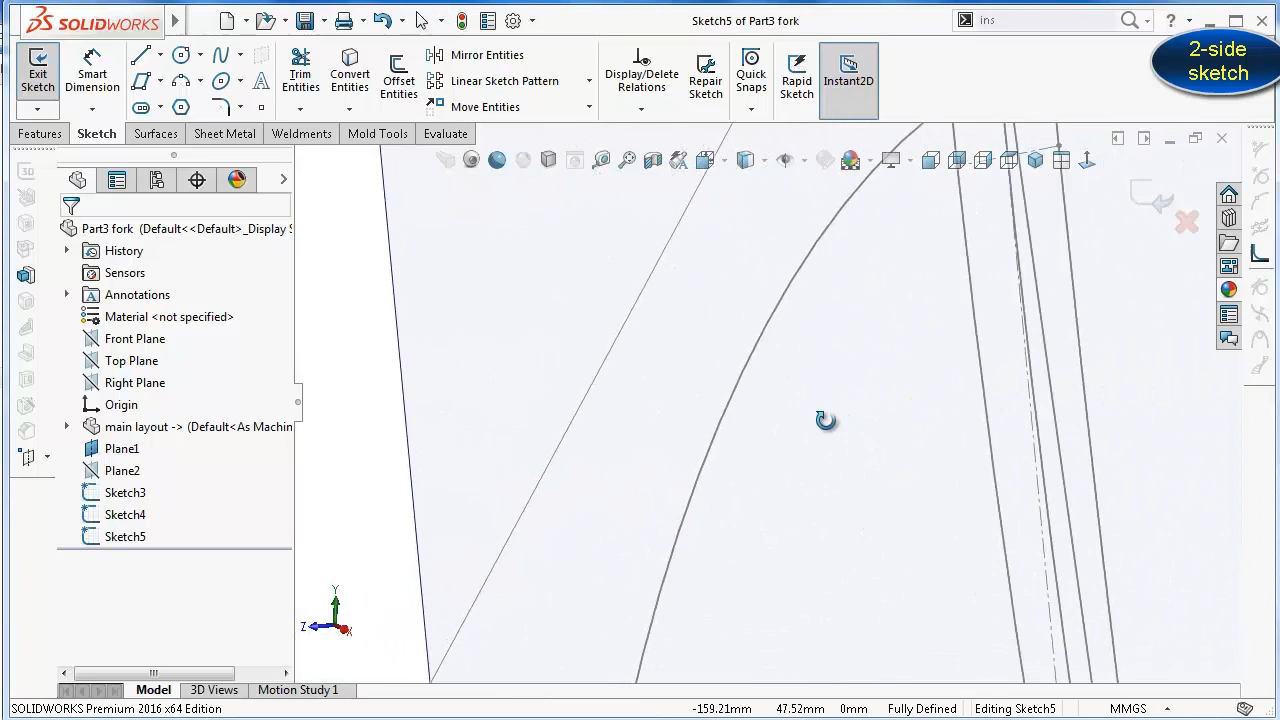 SOLIDWORKS
Sketch5 of Part3 fork
ins
2-side
sketch
Exit
Sketch
Smart
Dimension
Trim
Entities
Convert
Entities
Offset
Entities
Mirror Entities
Linear Sketch Pattern
Move Entities
Display/Delete
Relations
Repair
Sketch
Quick
Snaps
Rapid
Sketch
Instant2D
Features
Sketch
Surfaces
Sheet Metal
Weldments
Mold Tools
Evaluate
Part3 fork (Default<<Default>_Display S
History
Sensors
Annotations
Material <not specified>
Front Plane
Top Plane
Right Plane
Origin
main layout -> (Default<As Machin
Plane1
Plane2
Sketch3
Sketch4
Sketch5
Y
Z
X
Model
3D Views
Motion Study 1
SOLIDWORKS Premium 2016 x64 Edition
-159.21mm
47.52mm
0mm
Fully Defined
Editing Sketch5
MMGS